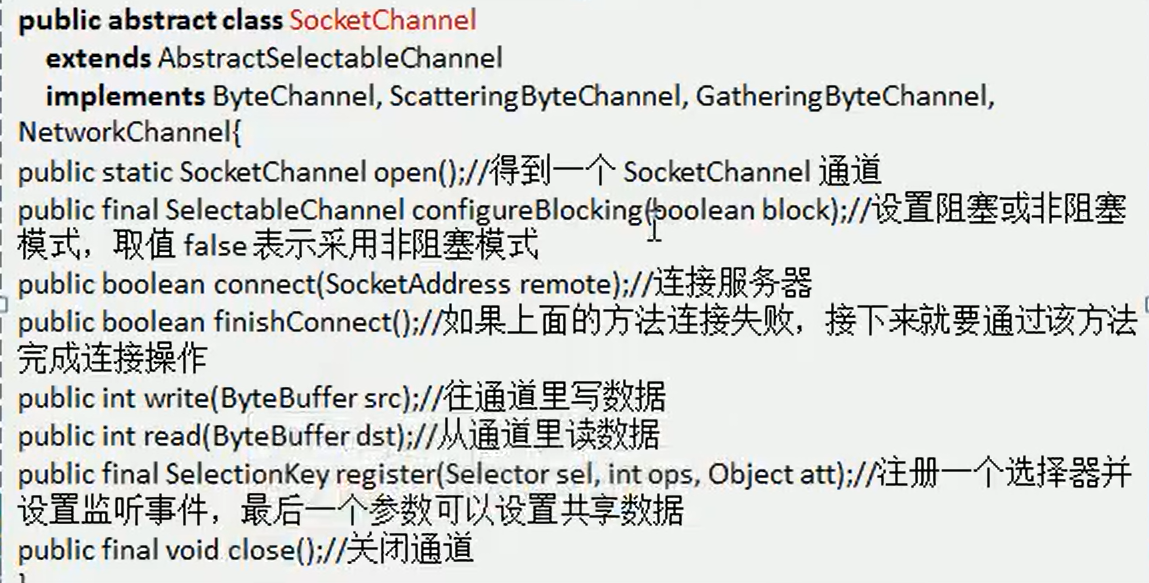 public abstract class SocketChannel
extends AbstractSelectableChannel
implements ByteChannel, ScatteringByteChannel, GatheringByteChannel,
NetworkChannel{
public static SocketChannel open();//得到一个 SocketChannel 通道
public final SelectableChannel configureBlocking(boolean block);//设置阻塞或非阻塞
模式，取值 false 表示采用非阻塞模式
public boolean connect(SocketAddress remote);//连接服务器
public boolean finishConnect();//如果上面的方法连接失败，接下来就要通过该方法
完成连接操作
public int write(ByteBuffer src);//往通道里写数据
public int read(ByteBuffer dst);//从通道里读数据
public final SelectionKey register(Selector sel, int ops, Object att);//注册一个选择器并
设置监听事件，最后一个参数可以设置共享数据
public final void close();//关闭通道
}